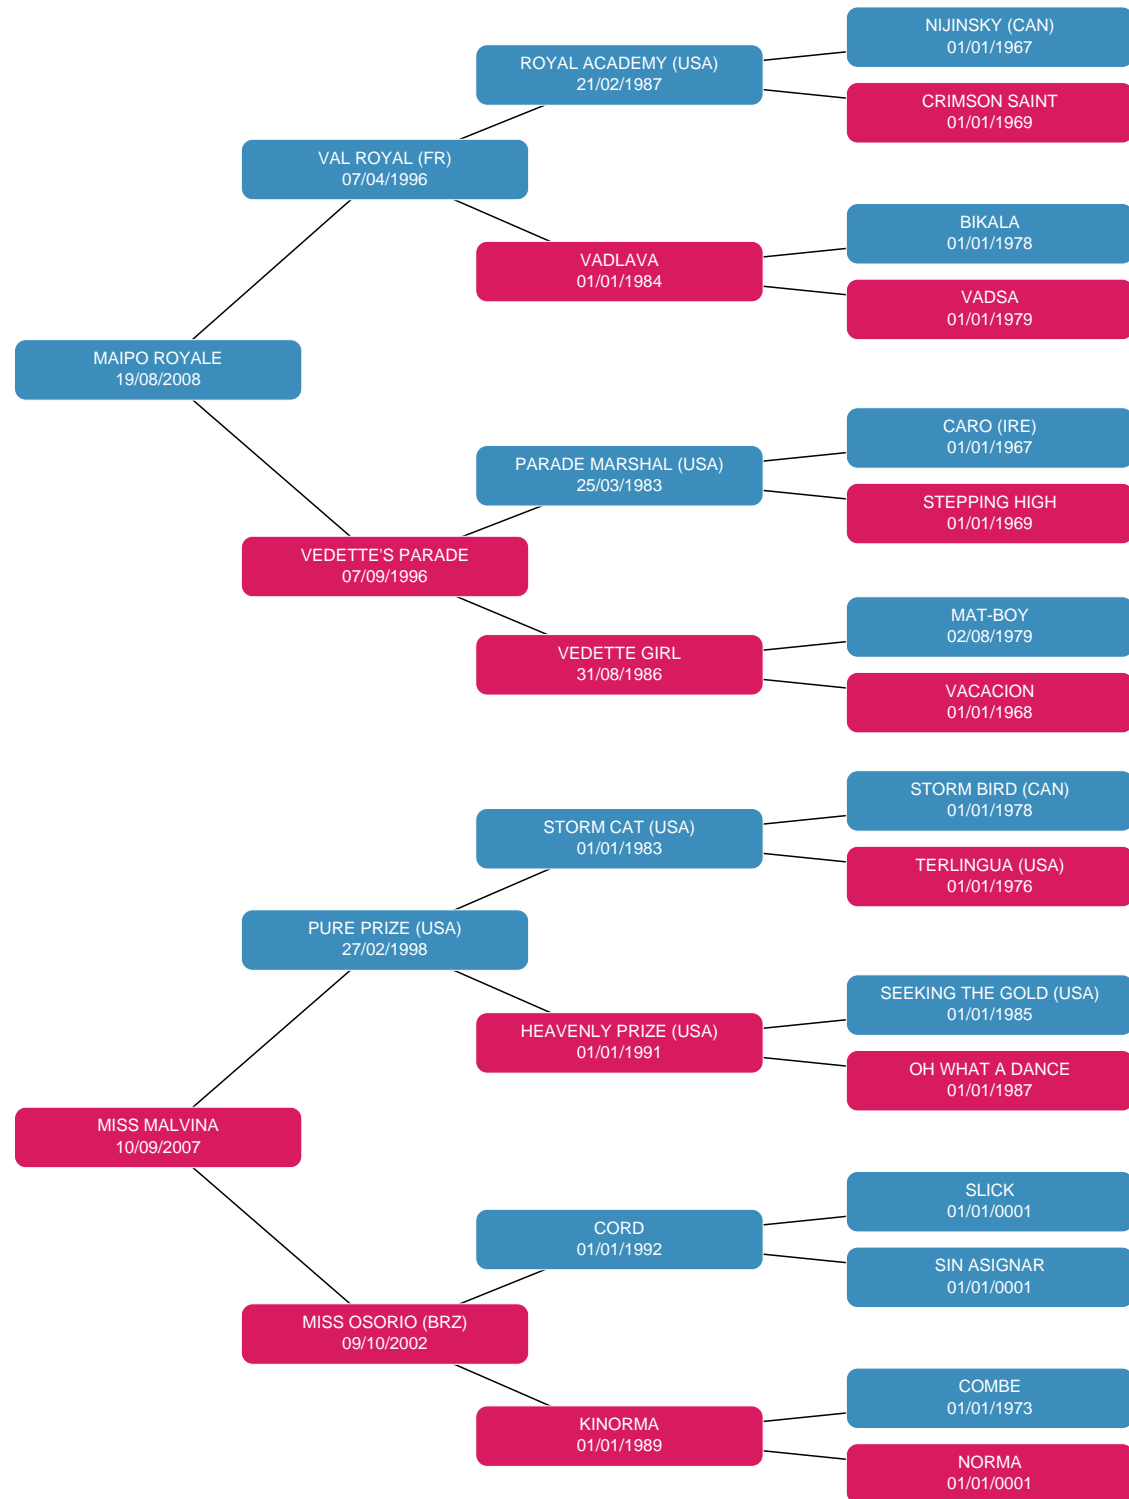 NIJINSKY (CAN)
01/01/1967
ROYAL ACADEMY (USA)
21/02/1987
CRIMSON SAINT
01/01/1969
VAL ROYAL (FR)
07/04/1996
BIKALA
01/01/1978
VADLAVA
01/01/1984
VADSA
01/01/1979
MAIPO ROYALE
19/08/2008
CARO (IRE)
01/01/1967
PARADE MARSHAL (USA)
25/03/1983
STEPPING HIGH
01/01/1969
VEDETTE'S PARADE
07/09/1996
MAT-BOY
02/08/1979
VEDETTE GIRL
31/08/1986
VACACION
01/01/1968
STORM BIRD (CAN)
01/01/1978
STORM CAT (USA)
01/01/1983
TERLINGUA (USA)
01/01/1976
PURE PRIZE (USA)
27/02/1998
SEEKING THE GOLD (USA)
01/01/1985
HEAVENLY PRIZE (USA)
01/01/1991
OH WHAT A DANCE
01/01/1987
MISS MALVINA
10/09/2007
SLICK
01/01/0001
CORD
01/01/1992
SIN ASIGNAR
01/01/0001
MISS OSORIO (BRZ)
09/10/2002
COMBE
01/01/1973
KINORMA
01/01/1989
NORMA
01/01/0001